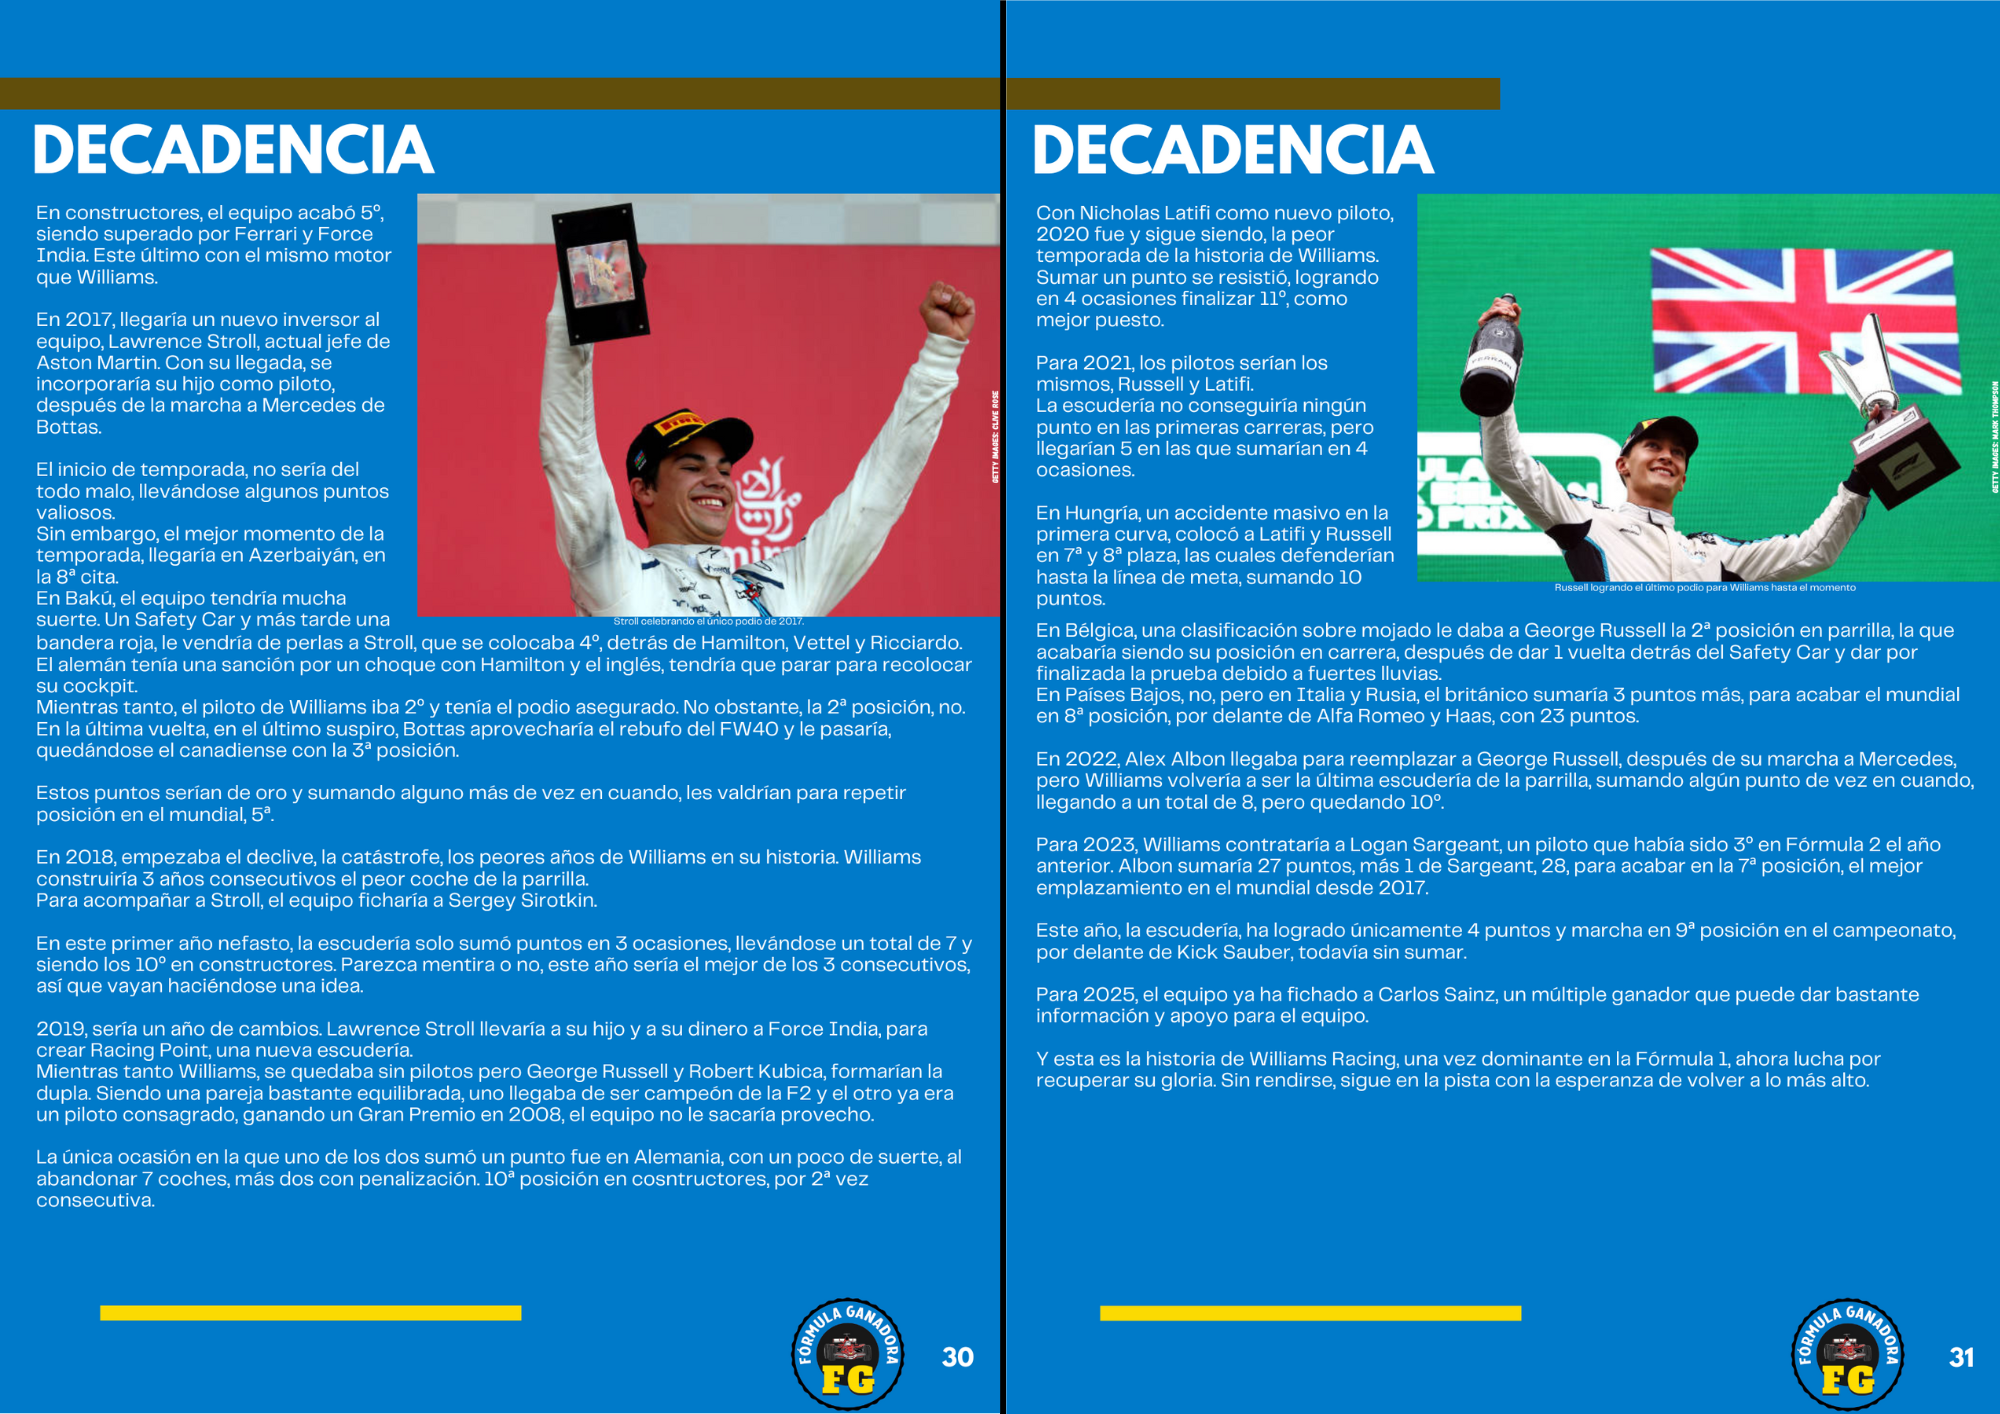 DECADENCIA
En constructores, el equipo acabó 5º,
siendo superado por Ferrari y Force
India. Este último con el mismo motor
que Williams.
En 2017, llegaría un nuevo inversor al
equipo, Lawrence Stroll, actual jefe de
Aston Martin. Con su llegada, se
incorporaría su hijo como piloto,
después de la marcha a Mercedes de
Bottas.
El inicio de temporada, no sería del
todo malo, llevándose algunos puntos
valiosos.
Sin embargo, el mejor momento de la
temporada, llegaría en Azerbaiyán, en
la 8ª cita.
En Bakú, el equipo tendría mucha
suerte. Un Safety Car y más tarde una
bandera roja, le vendría de perlas a Stroll, que se colocaba 4º, detrás de Hamilton, Vettel y Ricciardo.
El alemán tenía una sanción por un choque con Hamilton y el inglés, tendría que parar para recolocar
su cockpit.
Mientras tanto, el piloto de Williams iba 2º y tenía el podio asegurado. No obstante, la 2ª posición, no.
En la última vuelta, en el último suspiro, Bottas aprovecharía el rebufo del FW40 y le pasaría,
quedándose el canadiense con la 3ª posición.
Estos puntos serían de oro y sumando alguno más de vez en cuando, les valdrían para repetir
posición en el mundial, 5ª.
En 2018, empezaba el declive, la catástrofe, los peores años de Williams en su historia. Williams
construiría 3 años consecutivos el peor coche de la parrilla.
Para acompañar a Stroll, el equipo ficharía a Sergey Sirotkin.
En este primer año nefasto, la escudería solo sumó puntos en 3 ocasiones, llevándose un total de 7 y
siendo los 10º en constructores. Parezca mentira o no, este año sería el mejor de los 3 consecutivos,
así que vayan haciéndose una idea.
2019, sería un año de cambios. Lawrence Stroll llevaría a su hijo y a su dinero a Force India, para
crear Racing Point, una nueva escudería.
Mientras tanto Williams, se quedaba sin pilotos pero George Russell y Robert Kubica, formarían la
dupla. Siendo una pareja bastante equilibrada, uno llegaba de ser campeón de la F2 y el otro ya era
un piloto consagrado, ganando un Gran Premio en 2008, el equipo no le sacaría provecho.
La única ocasión en la que uno de los dos sumó un punto fue en Alemania, con un poco de suerte, al
abandonar 7 coches, más dos con penalización. 10ª posición en cosntructores, por 2ª vez
consecutiva.
PIRELLI
GETTY IMAGES: CLIVE ROSE
Stroll celebrando el único podio de 2017.
FÓRMULA GANADORA
FG
30
DECADENCIA
Con Nicholas Latifi como nuevo piloto,
2020 fue y sigue siendo, la peor
temporada de la historia de Williams.
Sumar un punto se resistió, logrando
en 4 ocasiones finalizar 11º, como
mejor puesto.
Para 2021, los pilotos serían los
mismos, Russell y Latifi.
La escudería no conseguiría ningún
punto en las primeras carreras, pero
llegarían 5 en las que sumarían en 4
ocasiones.
En Hungría, un accidente masivo en la
primera curva, colocó a Latifi y Russell
en 7ª y 8ª plaza, las cuales defenderían
hasta la línea de meta, sumando 10
puntos.
En Bélgica, una clasificación sobre mojado le daba a George Russell la 2ª posición en parrilla, la que
acabaría siendo su posición en carrera, después de dar 1 vuelta detrás del Safety Car y dar por
finalizada la prueba debido a fuertes lluvias.
En Países Bajos, no, pero en Italia y Rusia, el británico sumaría 3 puntos más, para acabar el mundial
en 8ª posición, por delante de Alfa Romeo y Haas, con 23 puntos.
En 2022, Alex Albon llegaba para reemplazar a George Russell, después de su marcha a Mercedes,
pero Williams volvería a ser la última escudería de la parrilla, sumando algún punto de vez en cuando,
llegando a un total de 8, pero quedando 10º.
Para 2023, Williams contrataría a Logan Sargeant, un piloto que había sido 3º en Fórmula 2 el año
anterior. Albon sumaría 27 puntos, más 1 de Sargeant, 28, para acabar en la 7ª posición, el mejor
emplazamiento en el mundial desde 2017.
Este año, la escudería, ha logrado únicamente 4 puntos y marcha en 9ª posición en el campeonato,
por delante de Kick Sauber, todavía sin sumar.
Para 2025, el equipo ya ha fichado a Carlos Sainz, un múltiple ganador que puede dar bastante
información y apoyo para el equipo.
Y esta es la historia de Williams Racing, una vez dominante en la Fórmula 1, ahora lucha por
recuperar su gloria. Sin rendirse, sigue en la pista con la esperanza de volver a lo más alto.
FERRARI
PRIX
GETTY IMAGES: MARK THOMPSON
Russell logrando el último podio para Williams hasta el momento
FÓRMULA GANADORA
FG
31